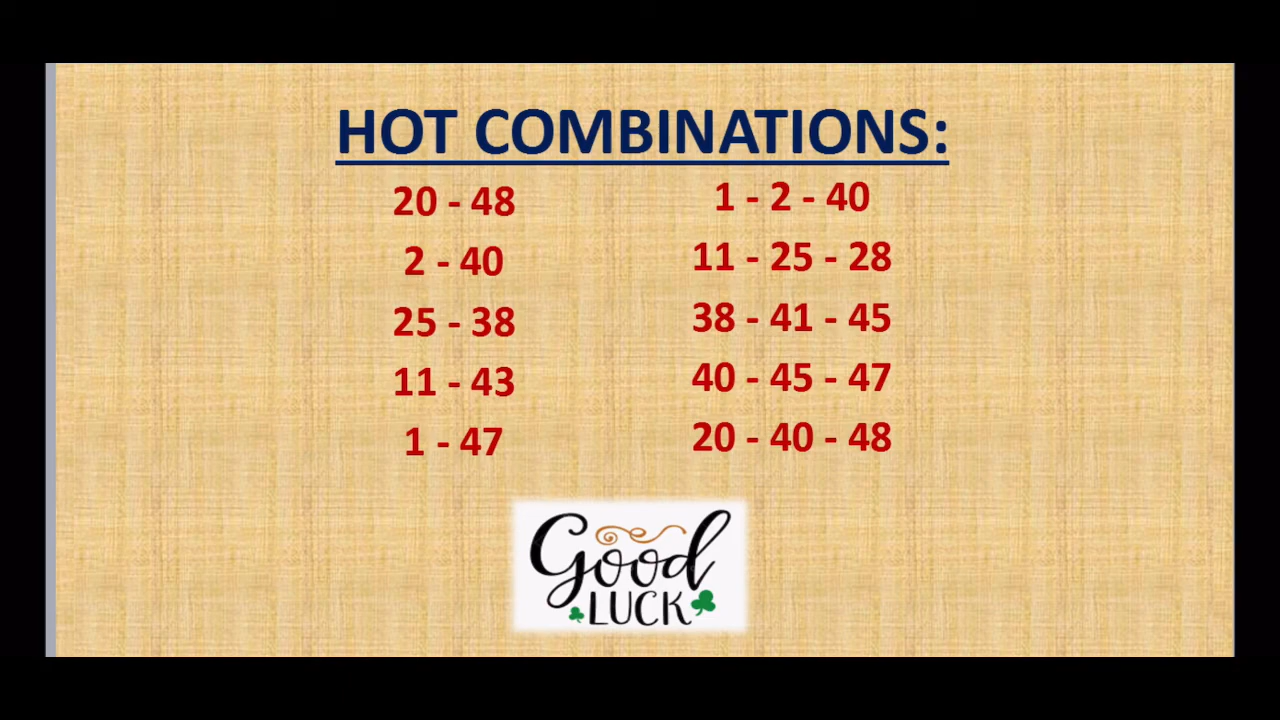 HOT COMBINATIONS:
20 - 48
2 - 40
25 - 38
11 - 43
1 - 47
1 - 2 - 40
11 - 25 - 28
38 - 41 - 45
40 - 45 - 47
20 - 40 - 48
Good
LUCK